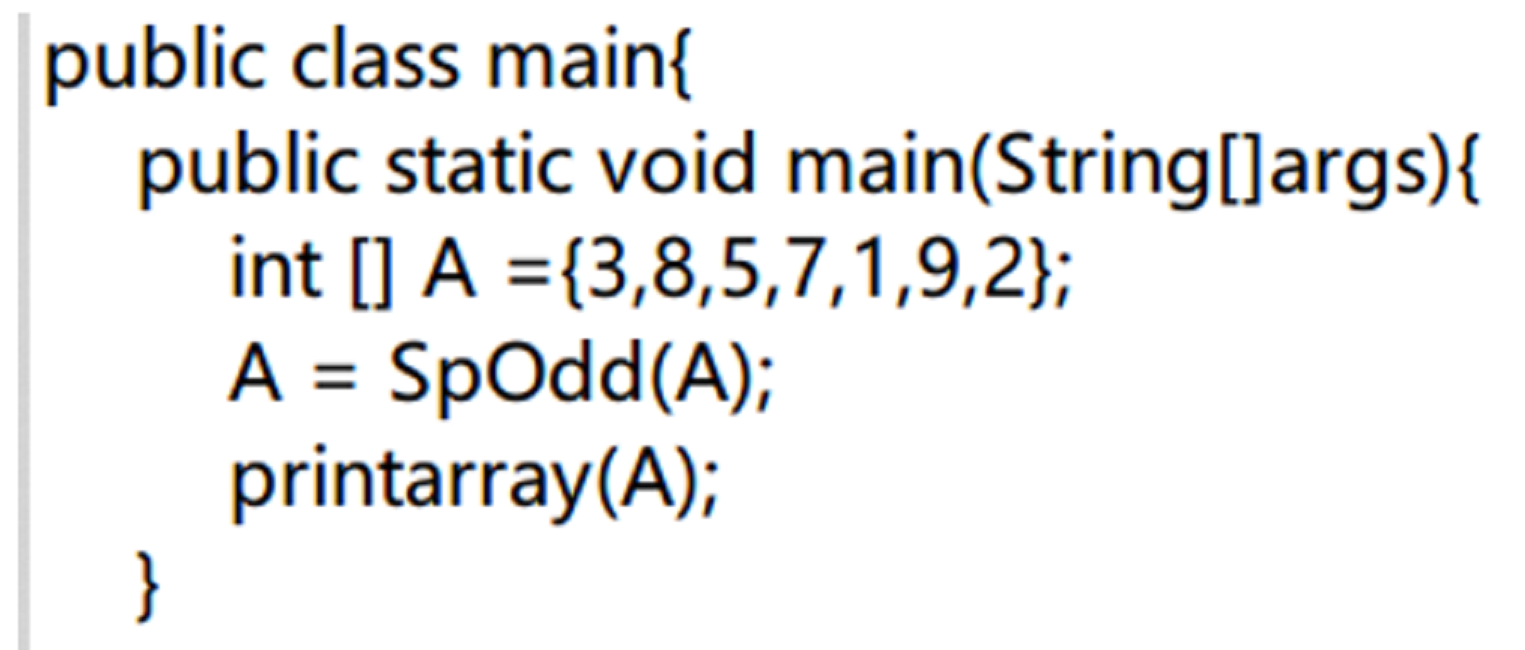 public class main{
public static void main(String[]args){
int [] A ={3,8,5,7,1,9,2};
A = SpOdd(A);
printarray(A);
}